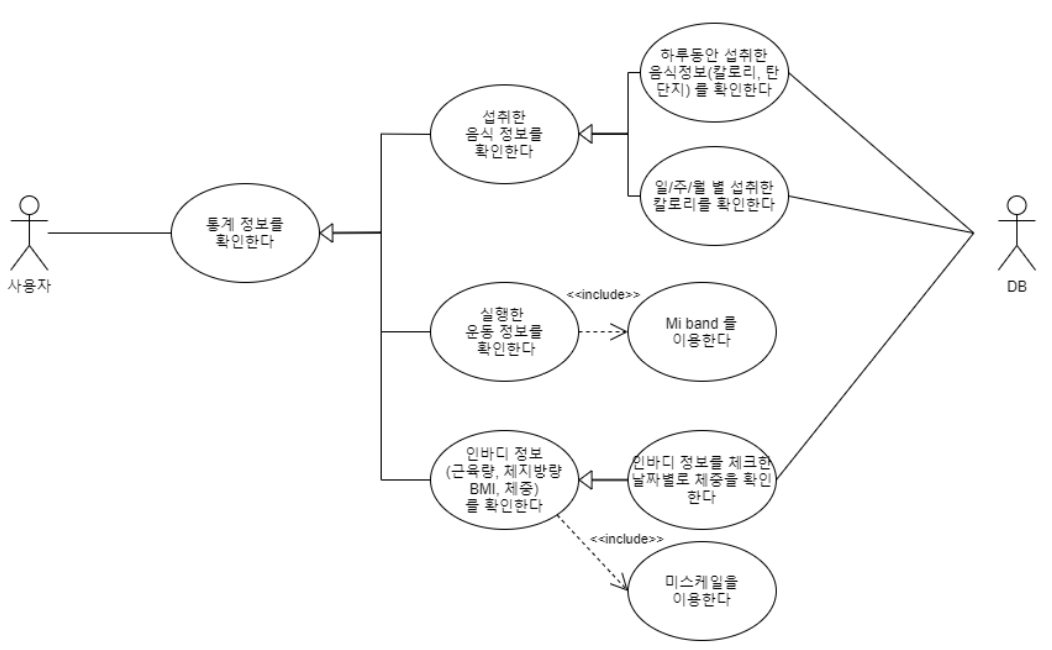 사용자
통계 정보를
확인한다
섭취한
음식 정보를
확인한다
하루동안 섭취한
음식정보(칼로리, 탄
단지) 를 확인한다
일/주/월 별 섭취한
칼로리를 확인한다
실행한
운동 정보를
확인한다
<<include>>
Mi band 를
이용한다
인바디 정보
(근육량, 체지방량
BMI, 체중)
를 확인한다
인바디 정보를 체크한
날짜별로 체중을 확인
한다
<<include>>
미스케일을
이용한다
DB